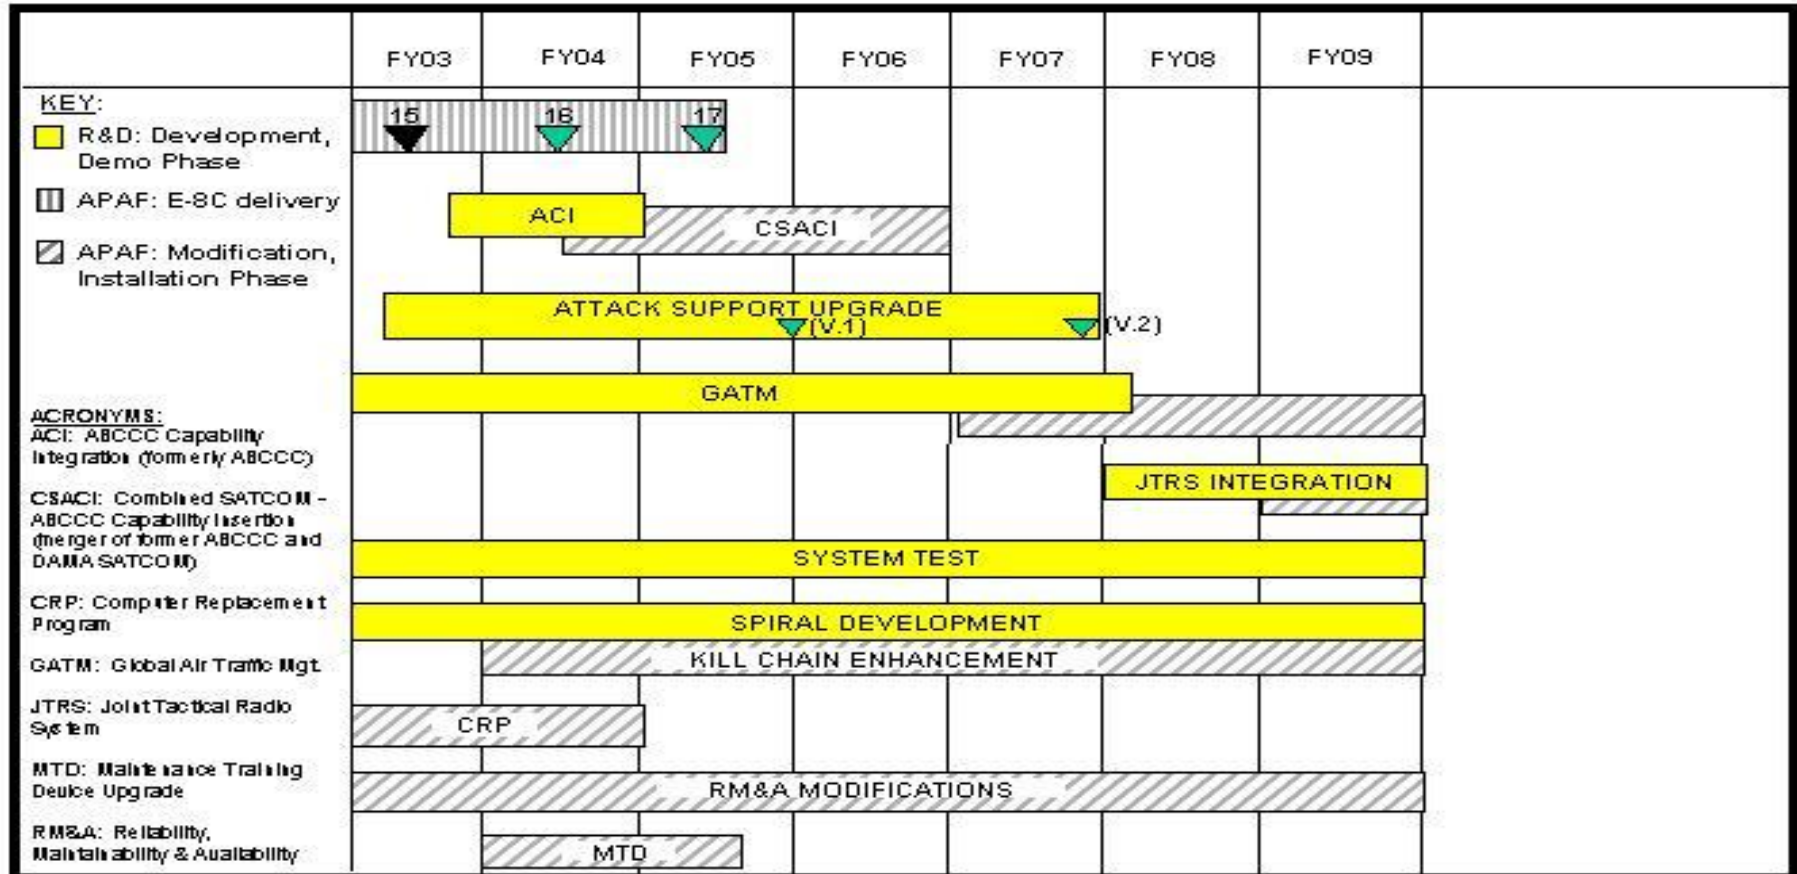 FY03 FY04 FY05 FY06 FY07 FY08 FY09
KEY:
R&D: Development,
Demo Phase
APAF: E-8C delivery
APAF: Modification,
Installation Phase
15 16 17
ACI
CSACI
ATTACK SUPPORT UPGRADE
(V.1) (V.2)
GATM
JTRS INTEGRATION
SYSTEM TEST
SPIRAL DEVELOPMENT
KILL CHAIN ENHANCEMENT
CRP
RM&A MODIFICATIONS
MTD
ACRONYMS:
ACI: ABCCC Capability
Integration (formerly ABCCC)
CSACI: Combined SATCOM -
ABCCC Capability Insertion
(merger of former ABCCC and
DAMA SATCOM)
CRP: Computer Replacement
Program
GATM: Global Air Traffic Mgt.
JTRS: Joint Tactical Radio
System
MTD: Maintenance Training
Device Upgrade
RM&A: Reliability,
Maintainability & Availability